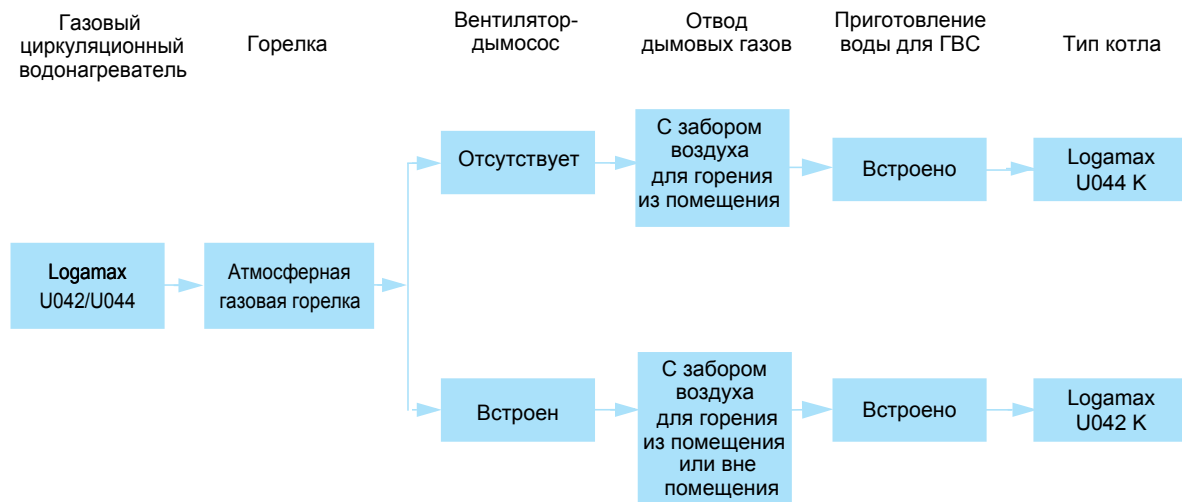 Газовый
циркуляционный
водонагреватель
Горелка
Вентилятор-
дымосос
Отвод
дымовых газов
Приготовление
воды для ГВС
Тип котла
Logamax
U042/U044
Атмосферная
газовая горелка
Отсутствует
С забором
воздуха
для горения
из помещения
Встроено
Logamax
U044 K
Встроен
С забором
воздуха
для горения
из помещения
или вне
помещения
Встроено
Logamax
U042 K